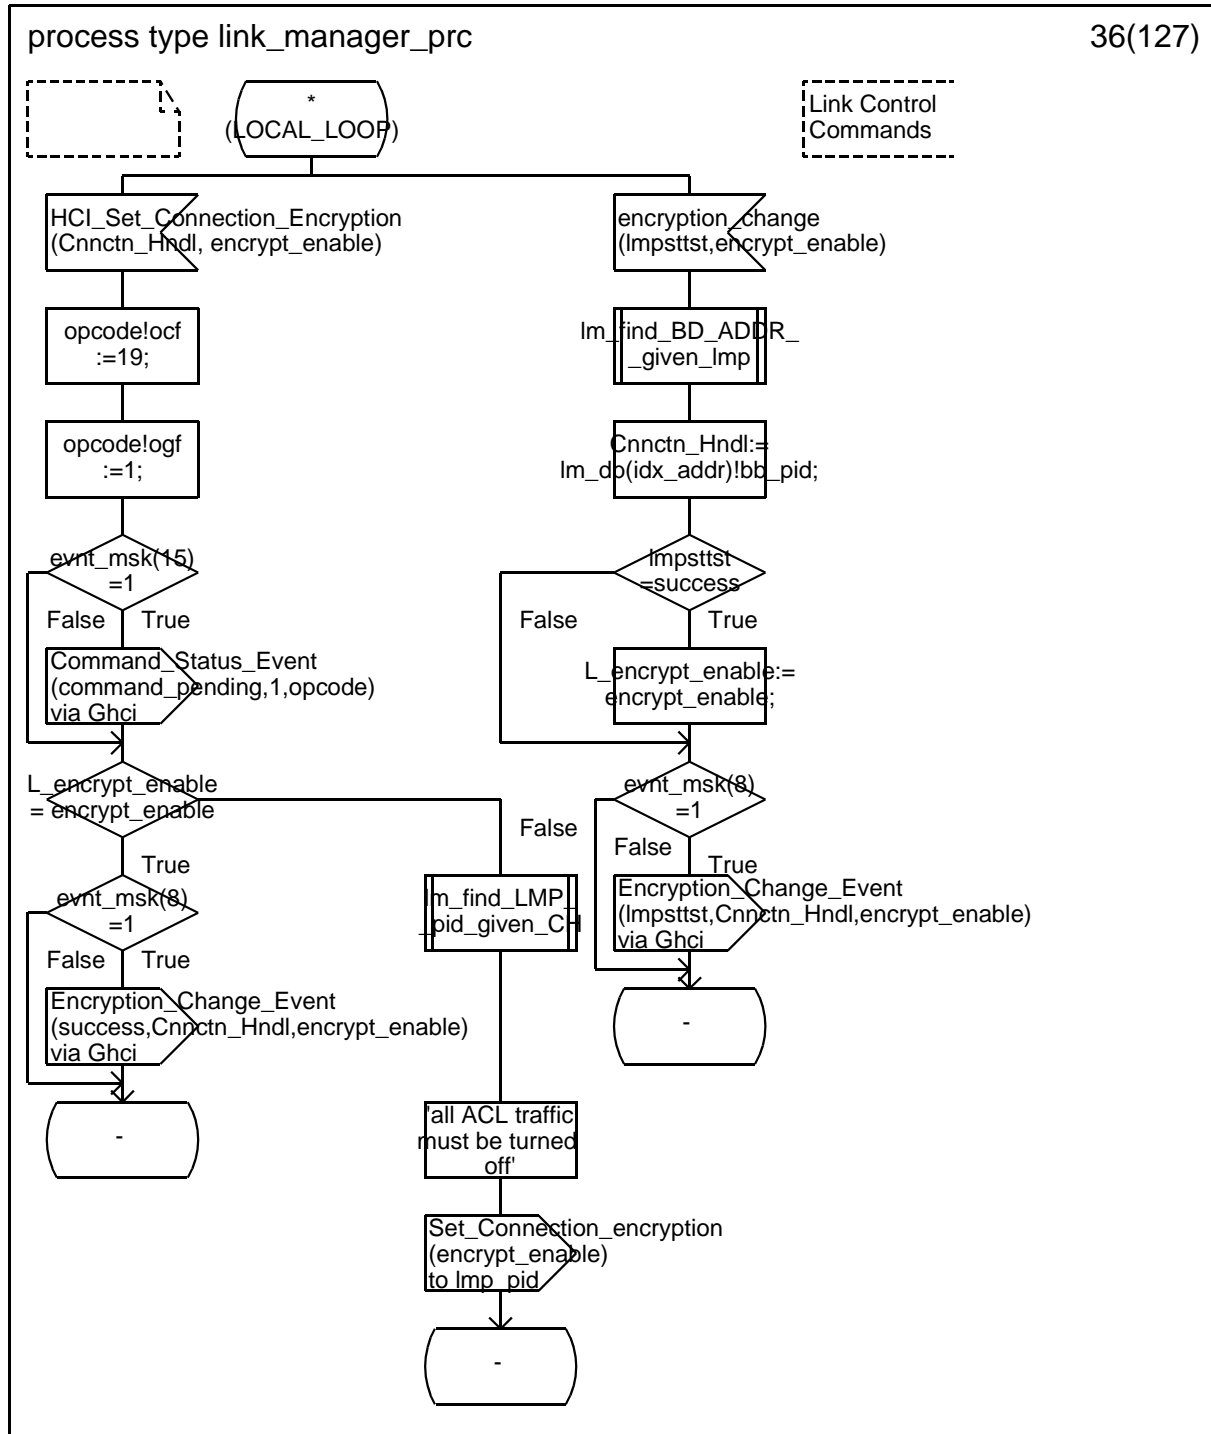 process type link_manager_prc
36(127)
*
(LOCAL_LOOP)
Link Control
Commands
HCI_Set_Connection_Encryption
(Cnnctn_Hndl, encrypt_enable)
opcode!ocf
:=19;
opcode!ogf
:=1;
evnt_msk(15)
=1
False
True
Command_Status_Event
(command_pending,1,opcode)
via Ghci
L_encrypt_enable
= encrypt_enable
True
evnt_msk(8)
=1
False
True
Encryption_Change_Event
(success,Cnnctn_Hndl,encrypt_enable)
via Ghci
-
False
lm_find_LMP_
_pid_given_CH
'all ACL traffic
must be turned
off'
Set_Connection_encryption
(encrypt_enable)
to lmp_pid
-
encryption_change
(lmpsttst,encrypt_enable)
lm_find_BD_ADDR_
_given_lmp
Cnnctn_Hndl:=
lm_db(idx_addr)!bb_pid;
lmpsttst
=success
False
True
L_encrypt_enable:=
encrypt_enable;
evnt_msk(8)
=1
False
True
Encryption_Change_Event
(lmpsttst,Cnnctn_Hndl,encrypt_enable)
via Ghci
-